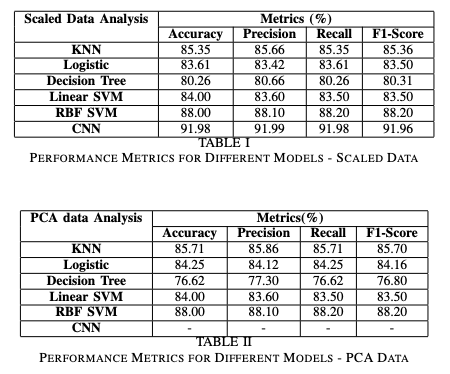 Scaled Data Analysis Metrics (%)
Accuracy Precision Recall F1-Score
KNN 85.35 85.66 85.35 85.36
Logistic 83.61 83.42 83.61 83.50
Decision Tree 80.26 80.66 80.26 80.31
Linear SVM 84.00 83.60 83.50 83.50
RBF SVM 88.00 88.10 88.20 88.20
CNN 91.98 91.99 91.98 91.96
TABLE I
PERFORMANCE METRICS FOR DIFFERENT MODELS - SCALED DATA
PCA data Analysis Metrics(%)
Accuracy Precision Recall F1-Score
KNN 85.71 85.86 85.71 85.70
Logistic 84.25 84.12 84.25 84.16
Decision Tree 76.62 77.30 76.62 76.80
Linear SVM 84.00 83.60 83.50 83.50
RBF SVM 88.00 88.10 88.20 88.20
CNN - - - -
TABLE II
PERFORMANCE METRICS FOR DIFFERENT MODELS - PCA DATA